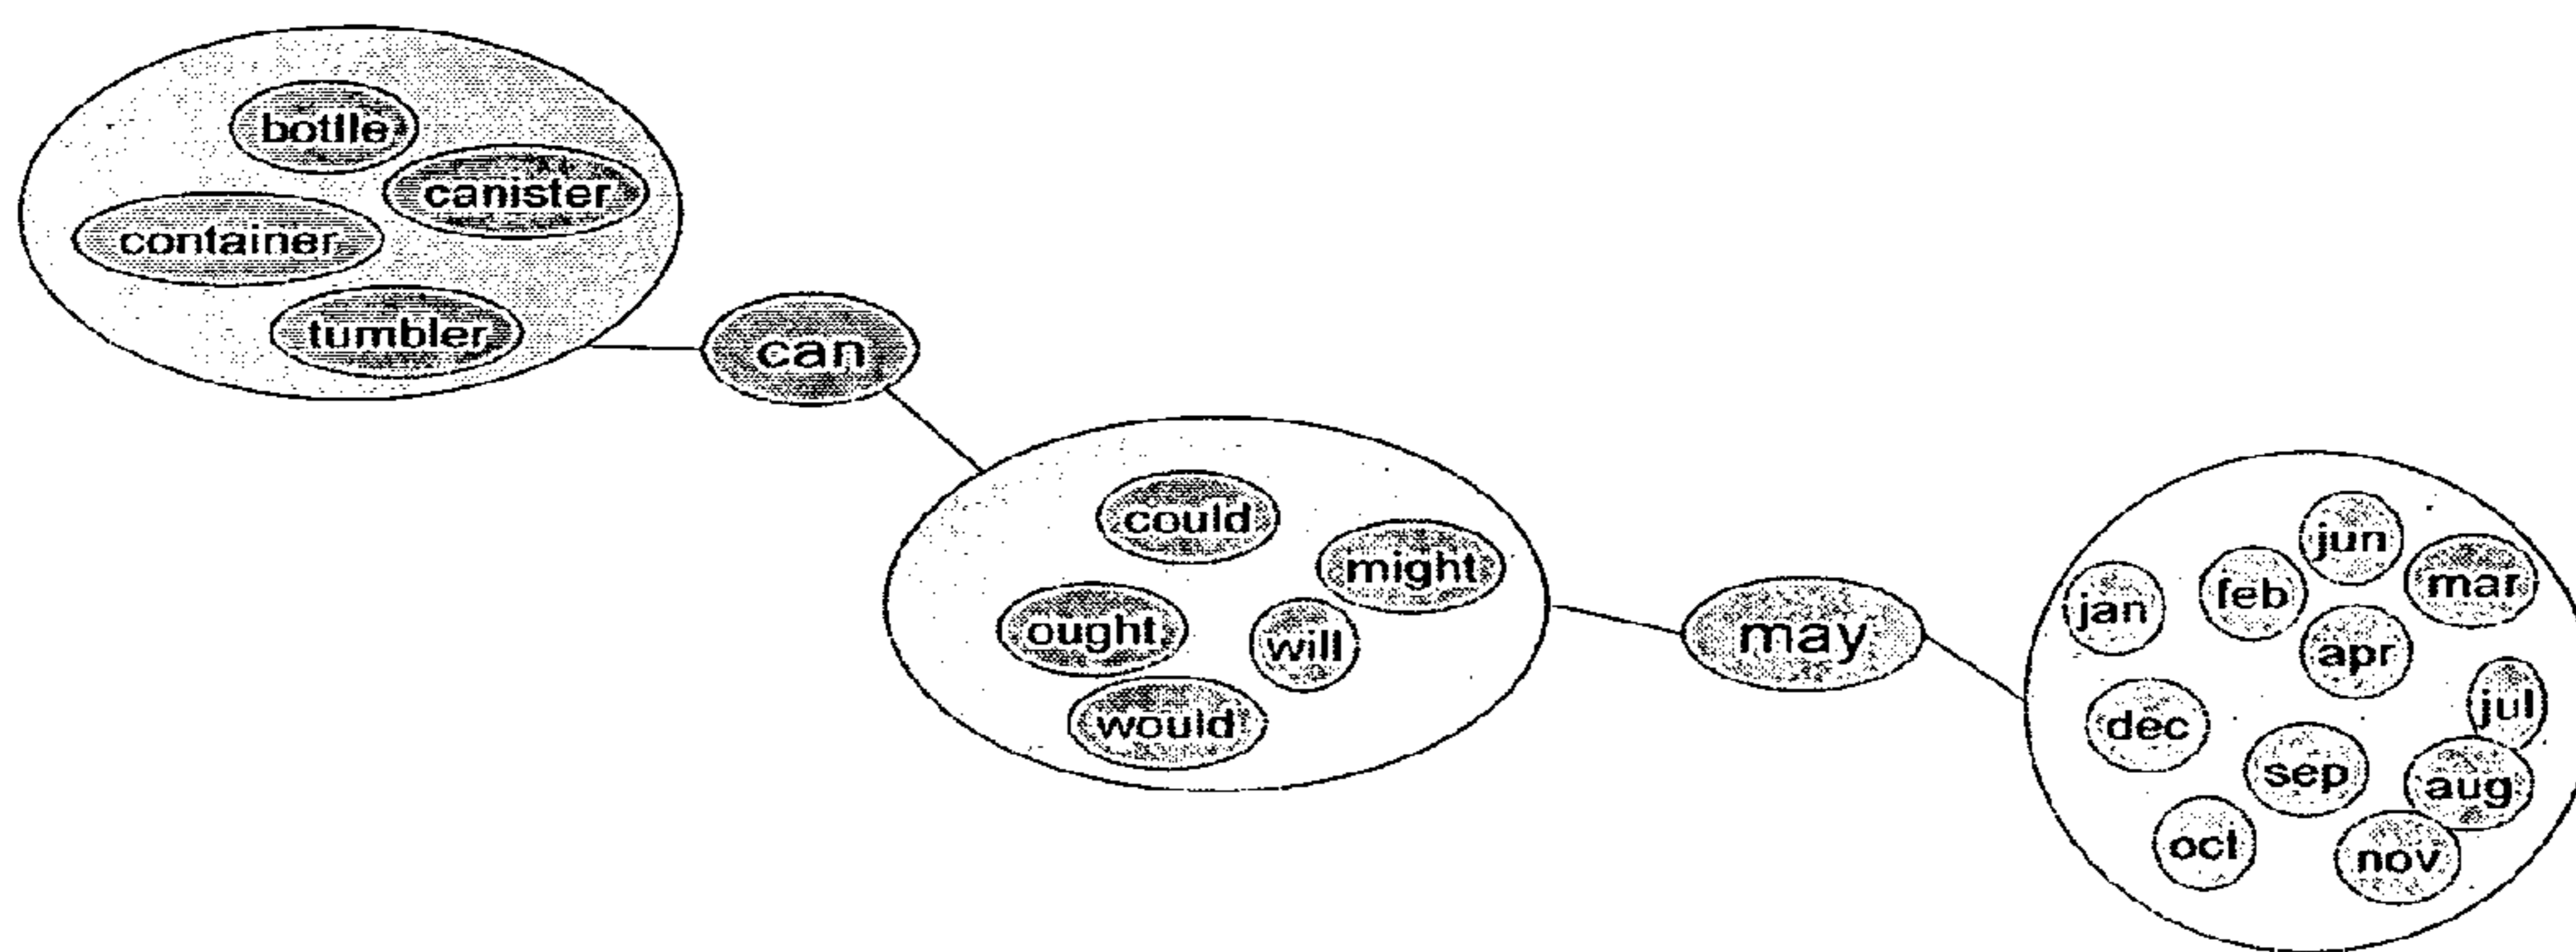 bottle
canister
container
tumbler
can
could
might
ought
will
would
may
jun
mar
feb
jan
apr
jul
dec
sep
aug
oct
nov